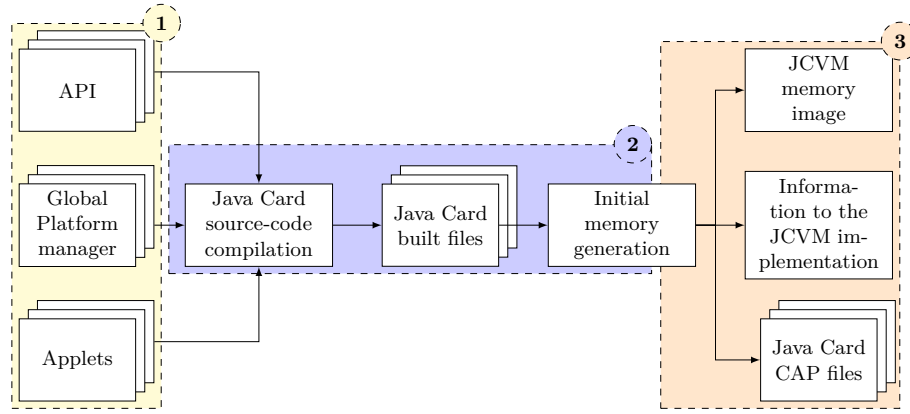 1
API
Global
Platform
manager
Applets
2
Java Card
source-code
compilation
Java Card
built files
Initial
memory
generation
3
JCVM
memory
image
Informa-
tion to the
JCVM im-
plementation
Java Card
CAP files